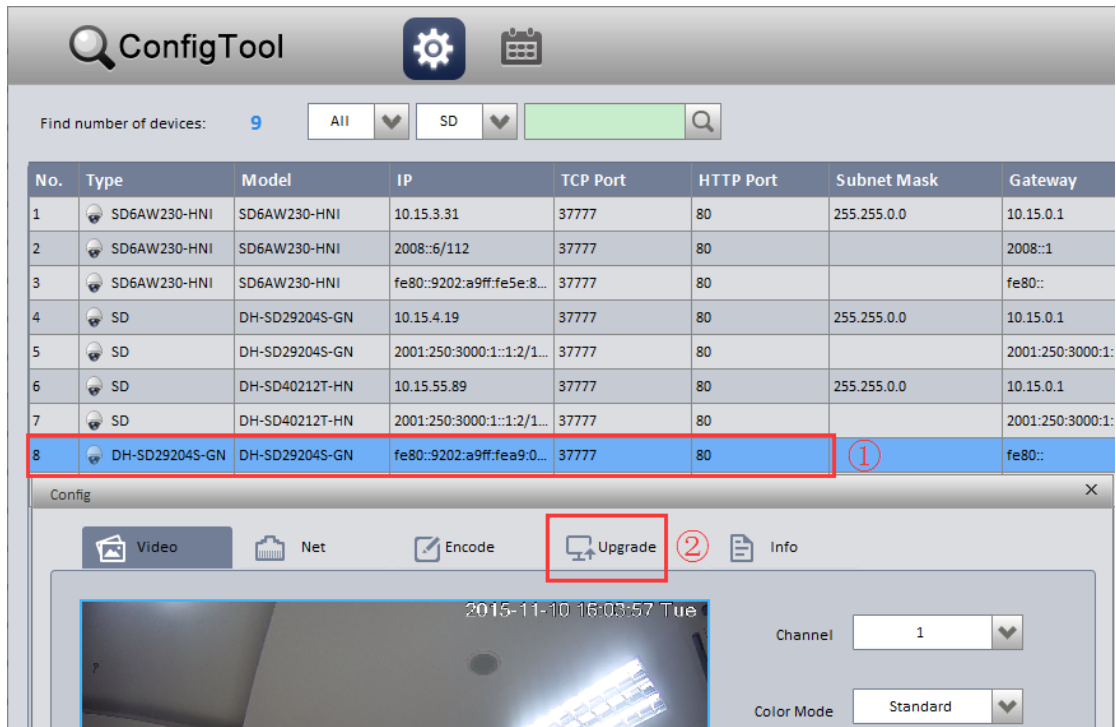 ConfigTool
Find number of devices: 9 All SD
No. Type Model IP TCP Port HTTP Port Subnet Mask Gateway
1 SD6AW230-HNI SD6AW230-HNI 10.15.3.31 37777 80 255.255.0.0 10.15.0.1
2 SD6AW230-HNI SD6AW230-HNI 2008::6/112 37777 80 2008::1
3 SD6AW230-HNI SD6AW230-HNI fe80::9202:a9ff:fe5e:8... 37777 80 fe80::
4 SD DH-SD29204S-GN 10.15.4.19 37777 80 255.255.0.0 10.15.0.1
5 SD DH-SD29204S-GN 2001:250:3000:1::1:2/1... 37777 80 2001:250:3000:1:
6 SD DH-SD40212T-HN 10.15.55.89 37777 80 255.255.0.0 10.15.0.1
7 SD DH-SD40212T-HN 2001:250:3000:1::1:2/1... 37777 80 2001:250:3000:1:
8 DH-SD29204S-GN DH-SD29204S-GN fe80::9202:a9ff:fea9:0... 37777 80 ① fe80::
Config ×
Video Net Encode Upgrade ② Info
2015-11-10 16:03:57 Tue
Channel 1
Color Mode Standard